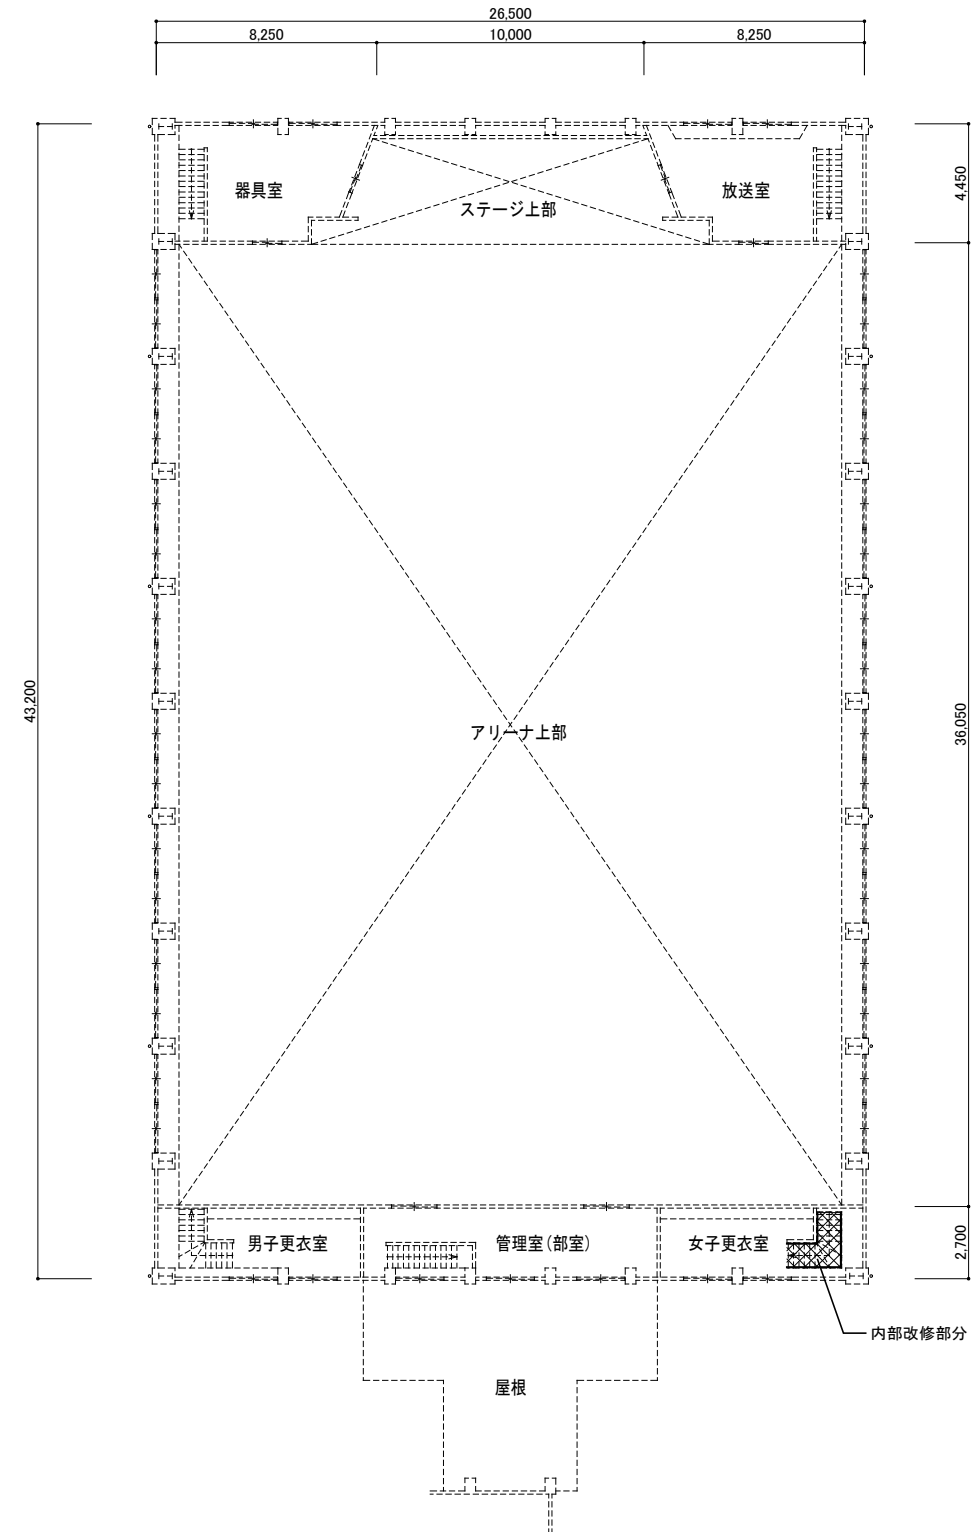 26,500
8,250
10,000
8,250
器具室
放送室
ステージ上部
4,450
43,200
アリーナ上部
36,050
男子更衣室
管理室(部室)
女子更衣室
2,700
内部改修部分
屋根